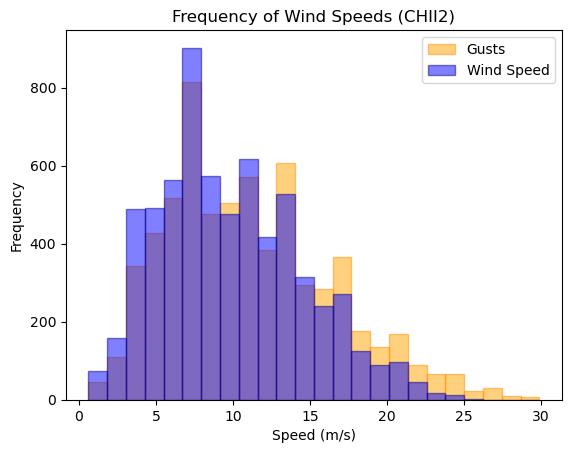 Frequency of Wind Speeds (CHII2)
Gusts
Wind Speed
Frequency
800
600
400
200
0
0 5 10 15 20 25 30
Speed (m/s)